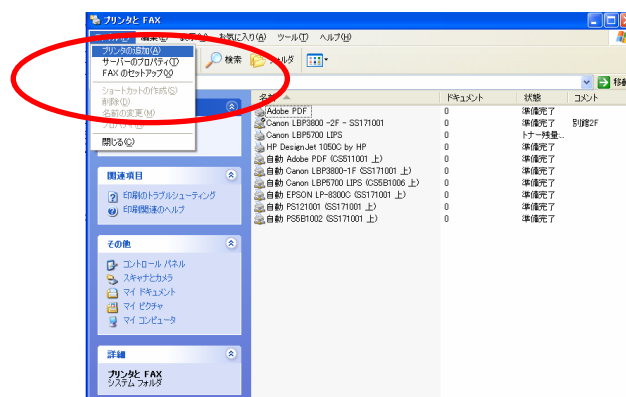 プリンタと FAX
お気に入り(A) ツール(T) ヘルプ(H)
プリンタの追加(A)
サーバーのプロパティ(T)
FAX のセットアップ(X)
ショートカットの作成(S)
削除(D)
名前の変更(M)
閉じる(C)
検索 フォルダ
移動
名前 ドキュメント 状態 コメント
Adobe PDF 0 準備完了
Canon LBP3800 -2F - SS171001 0 準備完了 別館2F
Canon LBP5700 LIPS 0 トナー残量...
HP DesignJet 1050C by HP 0 準備完了
自動 Adobe PDF (CS511001 上) 0 準備完了
自動 Canon LBP3800-1F (SS171001 上) 0 準備完了
自動 Canon LBP5700 LIPS (CS5B1006 上) 0 準備完了
自動 EPSON LP-8300C (SS171001 上) 0 準備完了
自動 PS121001 (SS171001 上) 0 準備完了
自動 PS5B1002 (SS171001 上) 0 準備完了
関連項目
印刷のトラブルシューティング
印刷関連のヘルプ
その他
コントロール パネル
スキャナとカメラ
マイ ドキュメント
マイ ピクチャ
マイ コンピュータ
詳細
プリンタと FAX
システム フォルダ